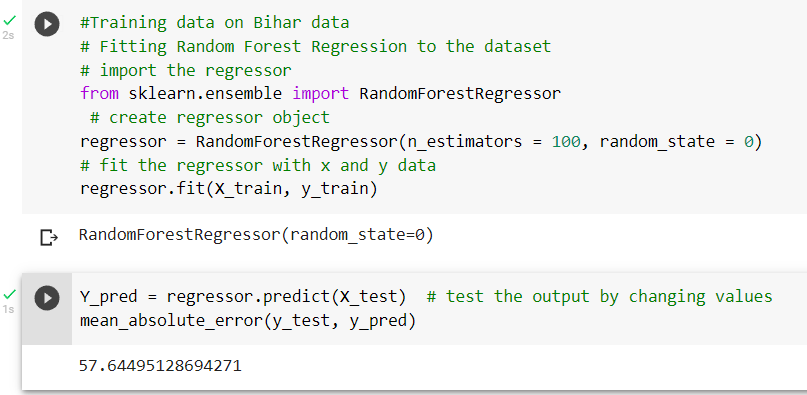 #Training data on Bihar data
2s
# Fitting Random Forest Regression to the dataset
# import the regressor
from sklearn.ensemble import RandomForestRegressor
# create regressor object
regressor = RandomForestRegressor(n_estimators = 100, random_state = 0)
# fit the regressor with x and y data
regressor.fit(X_train, y_train)
RandomForestRegressor(random_state=0)
Y_pred = regressor.predict(X_test)  # test the output by changing values
1s
mean_absolute_error(y_test, y_pred)
57.64495128694271